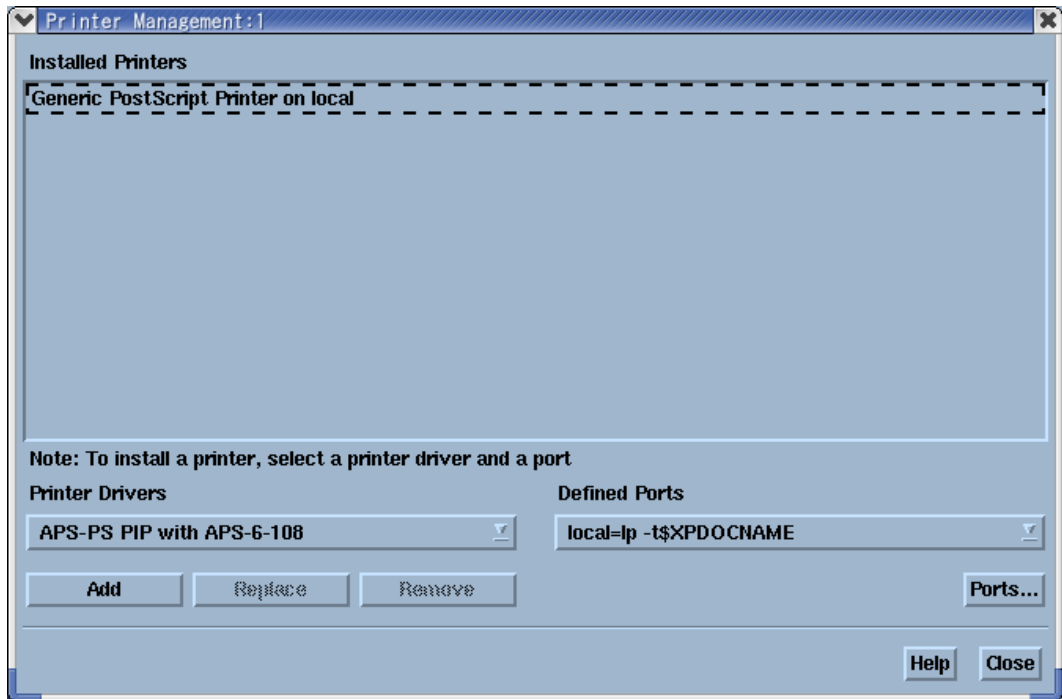 Printer Management:1
Installed Printers
Generic PostScript Printer on local
Note: To install a printer, select a printer driver and a port
Printer Drivers
Defined Ports
APS-PS PIP with APS-6-108
local=lp -t$XPDOCNAME
Add
Replace
Remove
Ports...
Help
Close